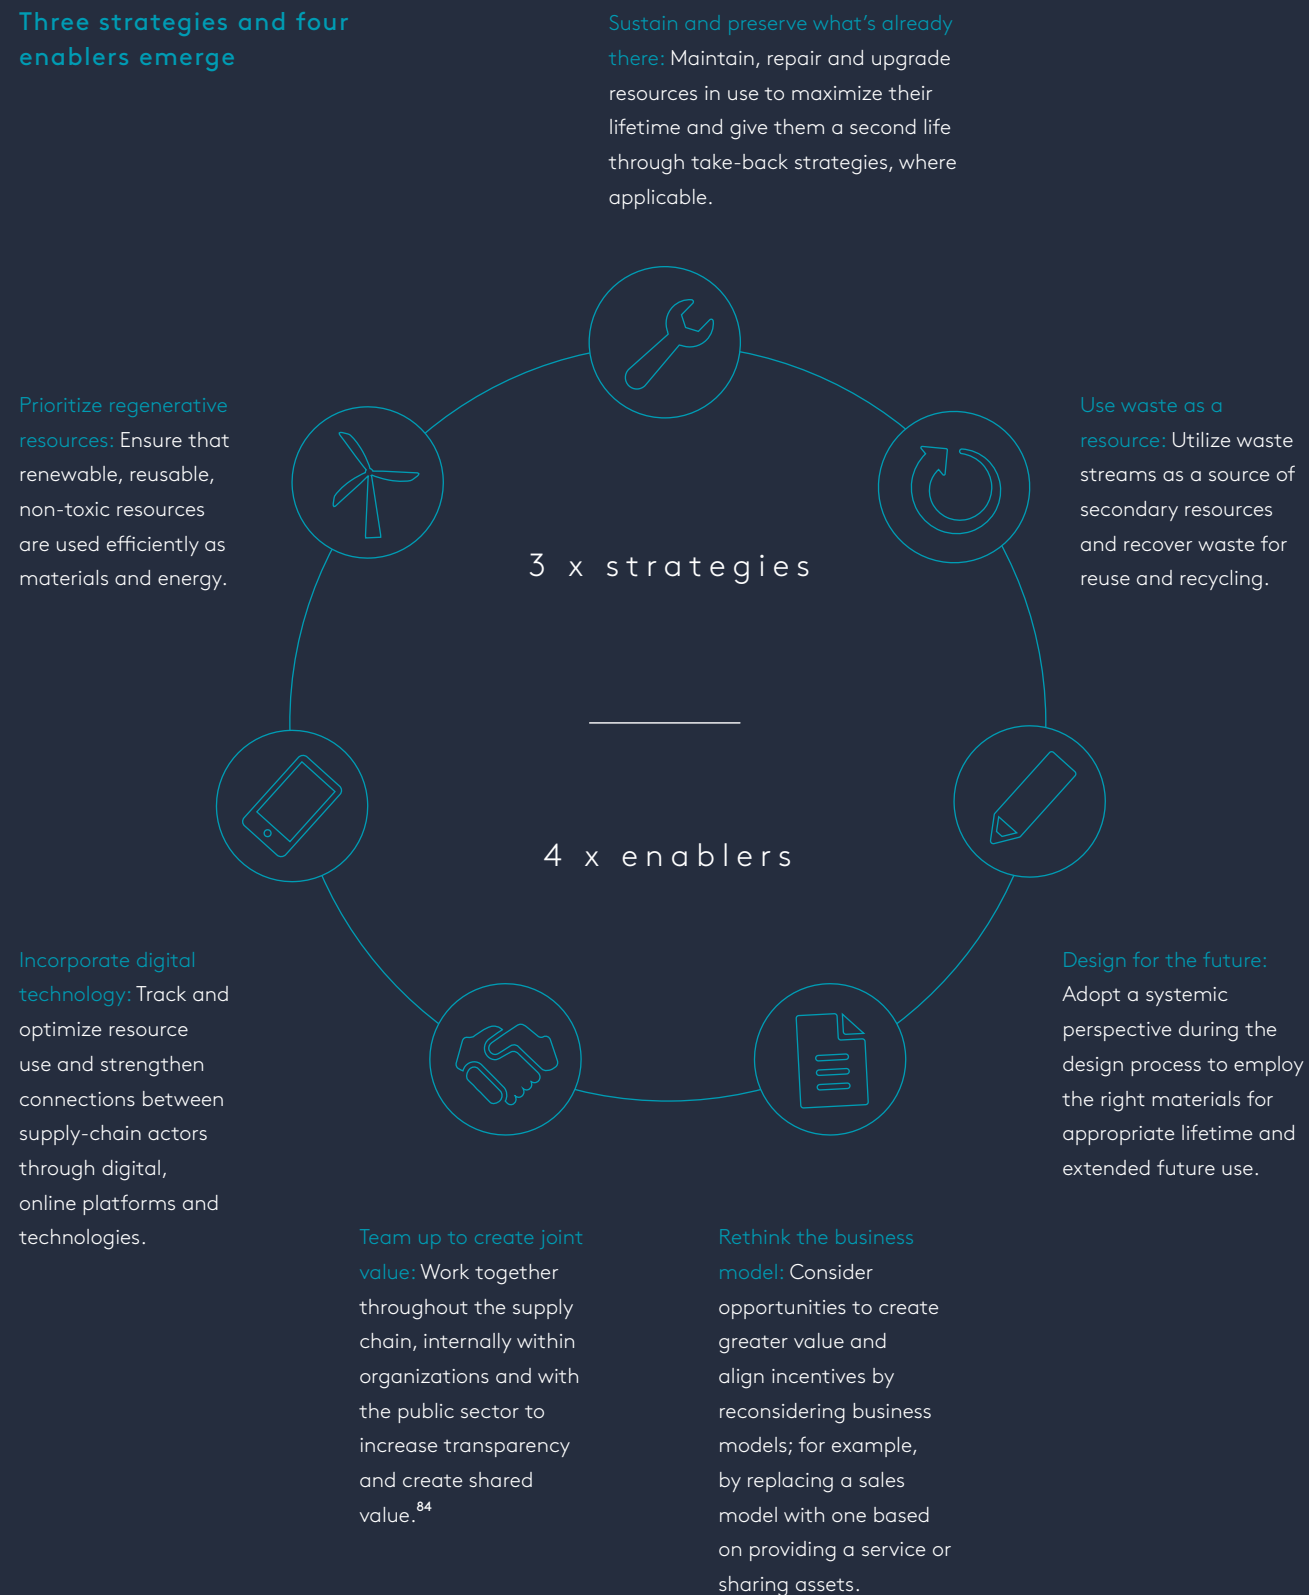 Three strategies and four
enablers emerge
Sustain and preserve what's already
there: Maintain, repair and upgrade
resources in use to maximize their
lifetime and give them a second life
through take-back strategies, where
applicable.
Prioritize regenerative
resources: Ensure that
renewable, reusable,
non-toxic resources
are used efficiently as
materials and energy.
Use waste as a
resource: Utilize waste
streams as a source of
secondary resources
and recover waste for
reuse and recycling.
3 x strategies
4 x enablers
Incorporate digital
technology: Track and
optimize resource
use and strengthen
connections between
supply-chain actors
through digital,
online platforms and
technologies.
Design for the future:
Adopt a systemic
perspective during the
design process to employ
the right materials for
appropriate lifetime and
extended future use.
Team up to create joint
value: Work together
throughout the supply
chain, internally within
organizations and with
the public sector to
increase transparency
and create shared
value.84
Rethink the business
model: Consider
opportunities to create
greater value and
align incentives by
reconsidering business
models; for example,
by replacing a sales
model with one based
on providing a service or
sharing assets.